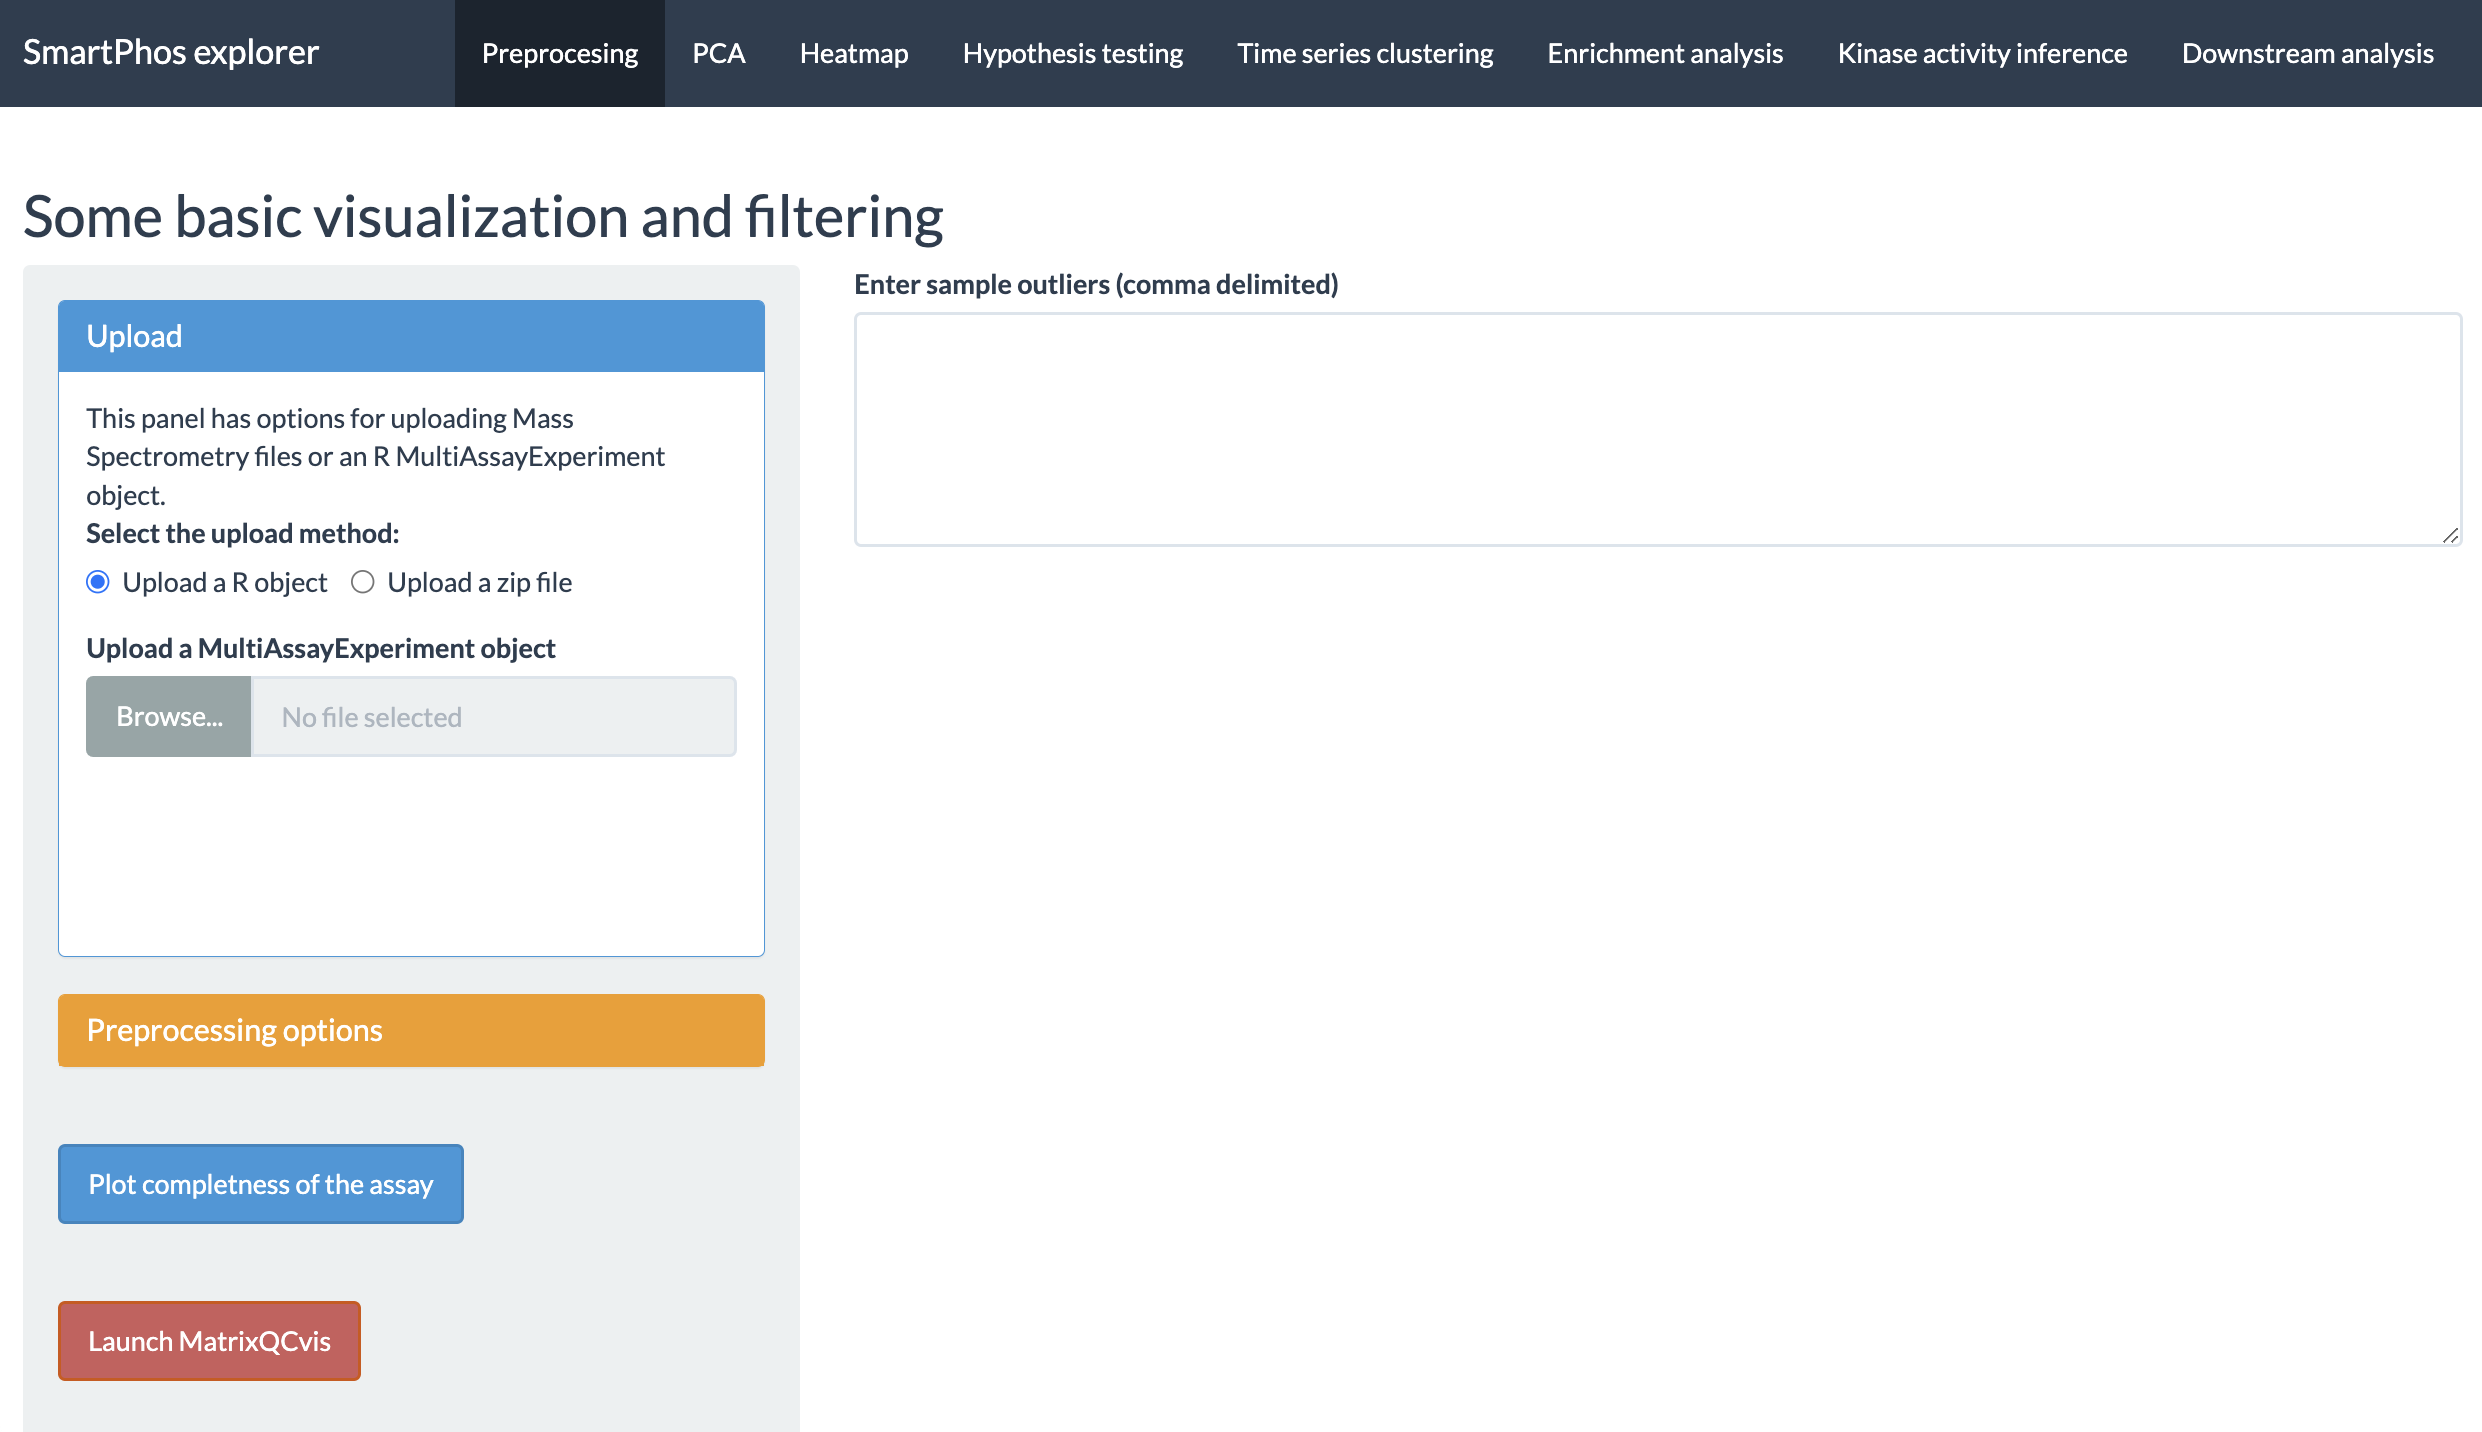 SmartPhos explorer
Preprocesing
PCA
Heatmap
Hypothesis testing
Time series clustering
Enrichment analysis
Kinase activity inference
Downstream analysis
Some basic visualization and filtering
Upload
This panel has options for uploading Mass
Spectrometry files or an R MultiAssayExperiment
object.
Select the upload method:
Upload a R object
Upload a zip file
Upload a MultiAssayExperiment object
Browse...
No file selected
Preprocessing options
Plot completness of the assay
Launch MatrixQCvis
Enter sample outliers (comma delimited)